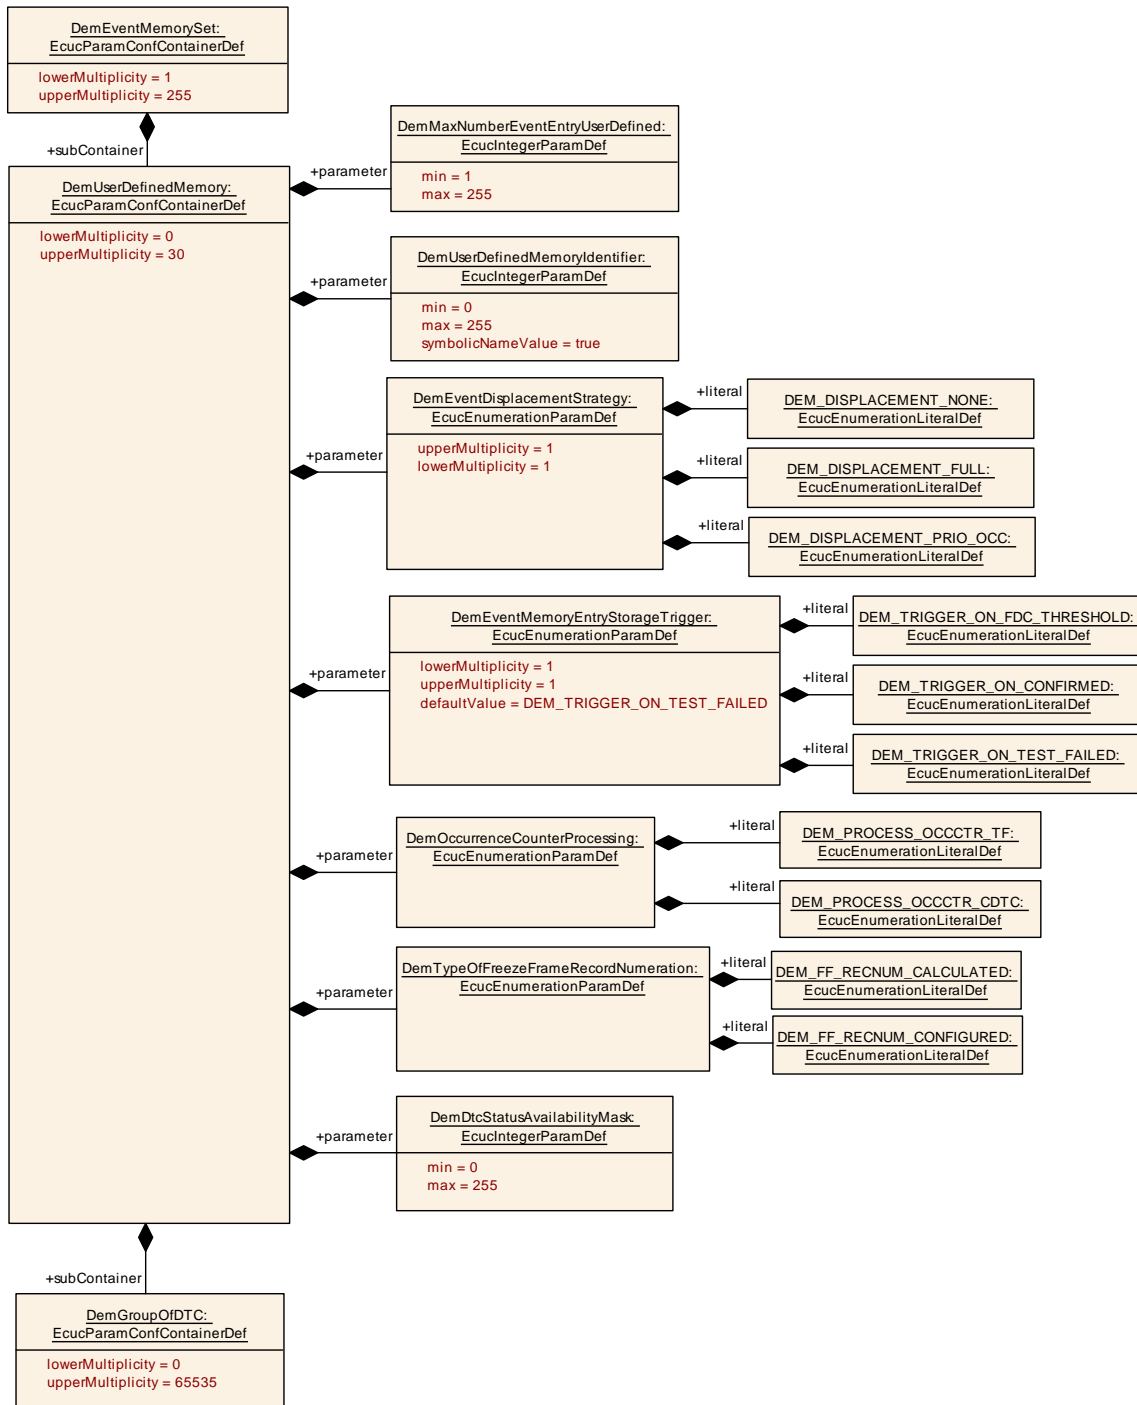 DemEventMemorySet:
EcucParamConfContainerDef
lowerMultiplicity = 1
upperMultiplicity = 255
+subContainer
DemUserDefinedMemory:
EcucParamConfContainerDef
lowerMultiplicity = 0
upperMultiplicity = 30
+parameter
DemMaxNumberEventEntryUserDefined:
EcucIntegerParamDef
min = 1
max = 255
+parameter
DemUserDefinedMemoryIdentifier:
EcucIntegerParamDef
min = 0
max = 255
symbolicNameValue = true
+parameter
DemEventDisplacementStrategy:
EcucEnumerationParamDef
upperMultiplicity = 1
lowerMultiplicity = 1
+literal
DEM_DISPLACEMENT_NONE:
EcucEnumerationLiteralDef
+literal
DEM_DISPLACEMENT_FULL:
EcucEnumerationLiteralDef
+literal
DEM_DISPLACEMENT_PRIO_OCC:
EcucEnumerationLiteralDef
+parameter
DemEventMemoryEntryStorageTrigger:
EcucEnumerationParamDef
lowerMultiplicity = 1
upperMultiplicity = 1
defaultValue = DEM_TRIGGER_ON_TEST_FAILED
+literal
DEM_TRIGGER_ON_FDC_THRESHOLD:
EcucEnumerationLiteralDef
+literal
DEM_TRIGGER_ON_CONFIRMED:
EcucEnumerationLiteralDef
+literal
DEM_TRIGGER_ON_TEST_FAILED:
EcucEnumerationLiteralDef
+parameter
DemOccurrenceCounterProcessing:
EcucEnumerationParamDef
+literal
DEM_PROCESS_OCCCTR_TF:
EcucEnumerationLiteralDef
+literal
DEM_PROCESS_OCCCTR_CDTC:
EcucEnumerationLiteralDef
+parameter
DemTypeOfFreezeFrameRecordNumeration:
EcucEnumerationParamDef
+literal
DEM_FF_RECNUM_CALCULATED:
EcucEnumerationLiteralDef
+literal
DEM_FF_RECNUM_CONFIGURED:
EcucEnumerationLiteralDef
+parameter
DemDtcStatusAvailabilityMask:
EcucIntegerParamDef
min = 0
max = 255
+subContainer
DemGroupOfDTC:
EcucParamConfContainerDef
lowerMultiplicity = 0
upperMultiplicity = 65535